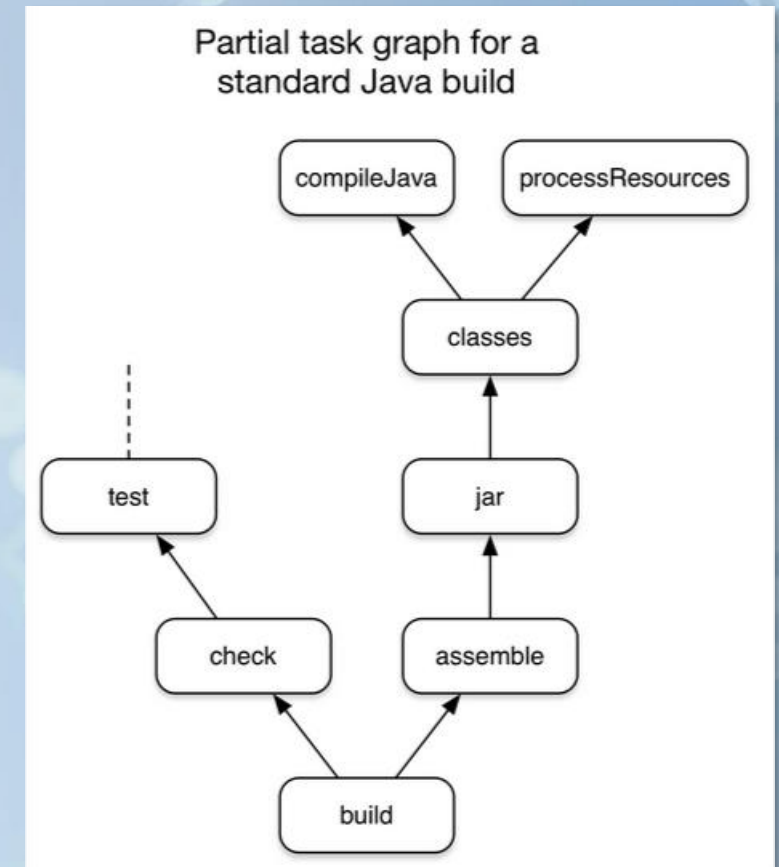 Partial task graph for a
standard Java build
compileJava
processResources
classes
test
jar
check
assemble
build